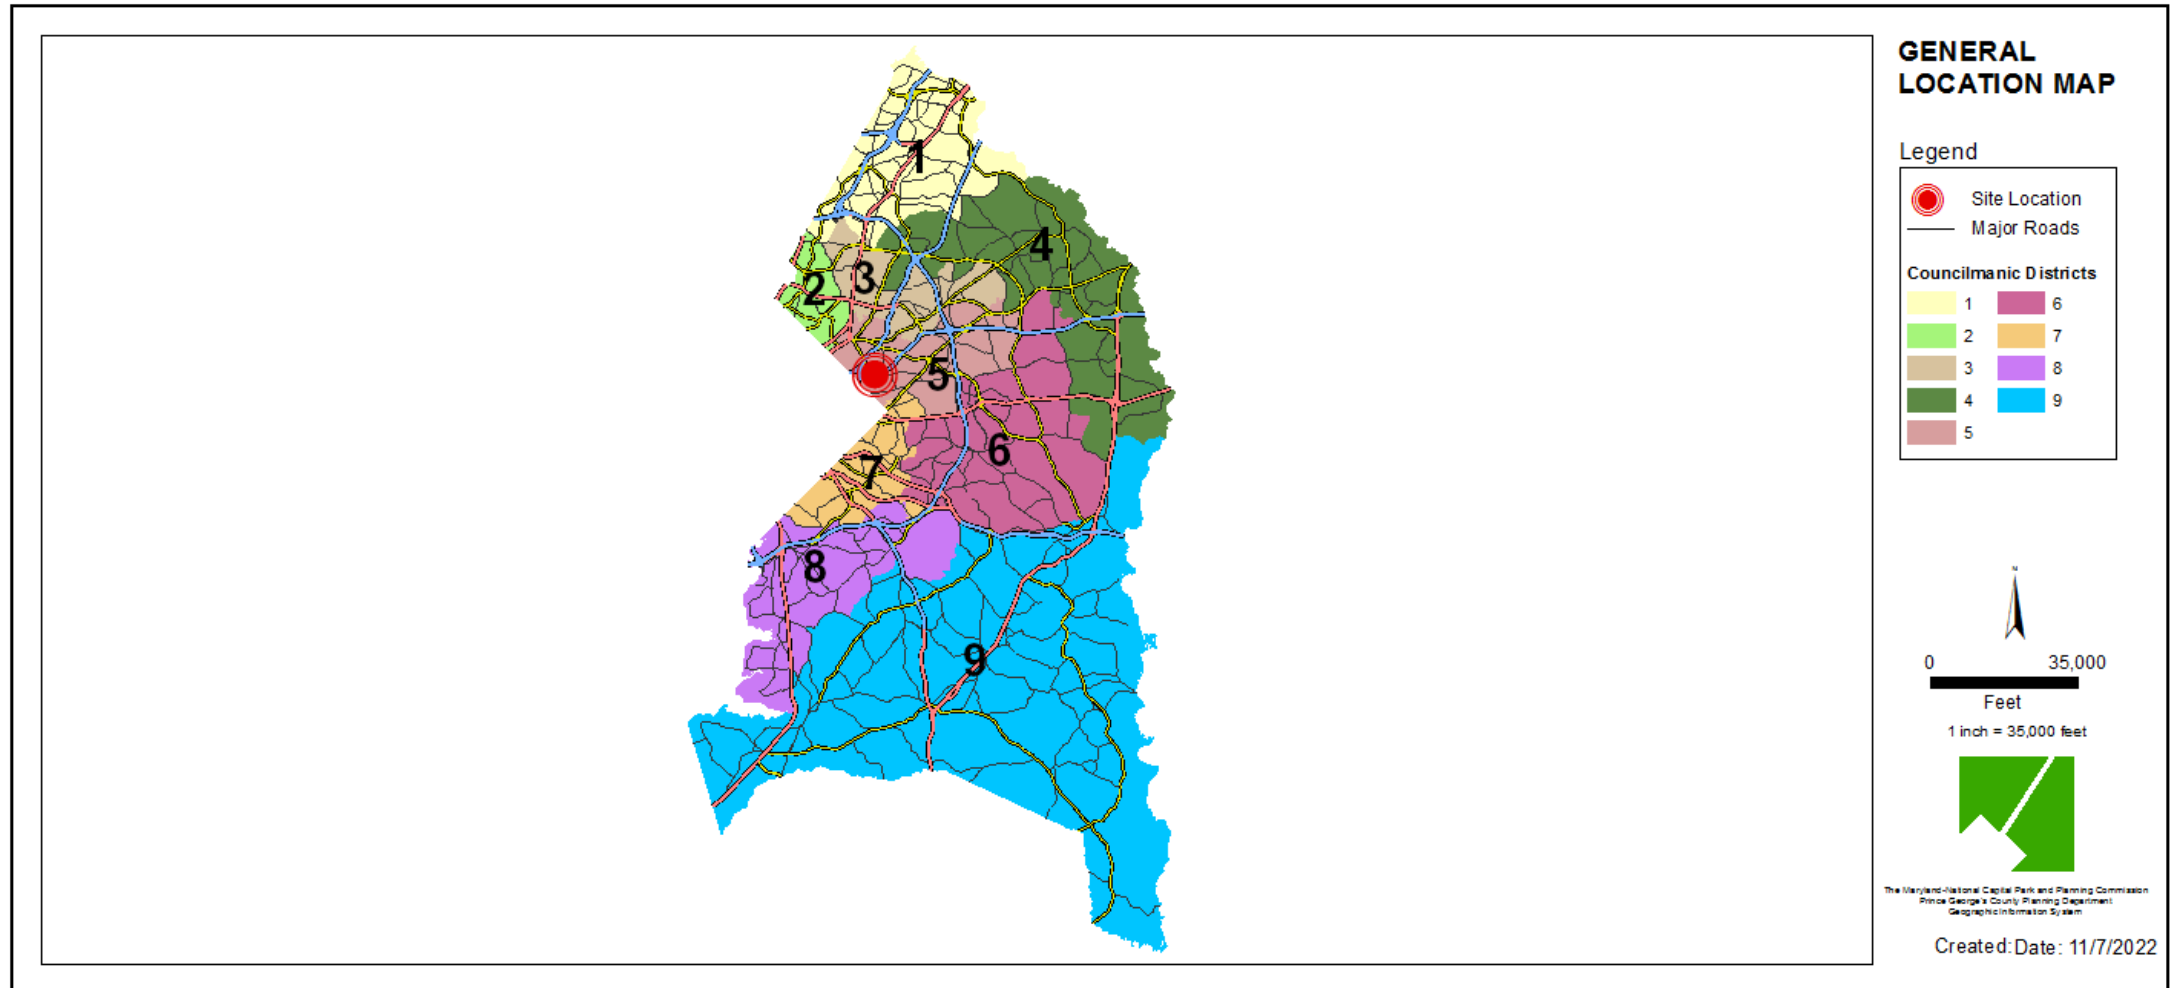 GENERAL
LOCATION MAP
Legend
Site Location
Major Roads
Councilmanic Districts
1 6
2 7
3 8
4 9
5
1
4
3
2
5
6
7
8
9
N
0 35,000
Feet
1 inch = 35,000 feet
The Maryland-National Capital Park and Planning Commission
Prince George's County Planning Department
Geographic Information System
Created: Date: 11/7/2022